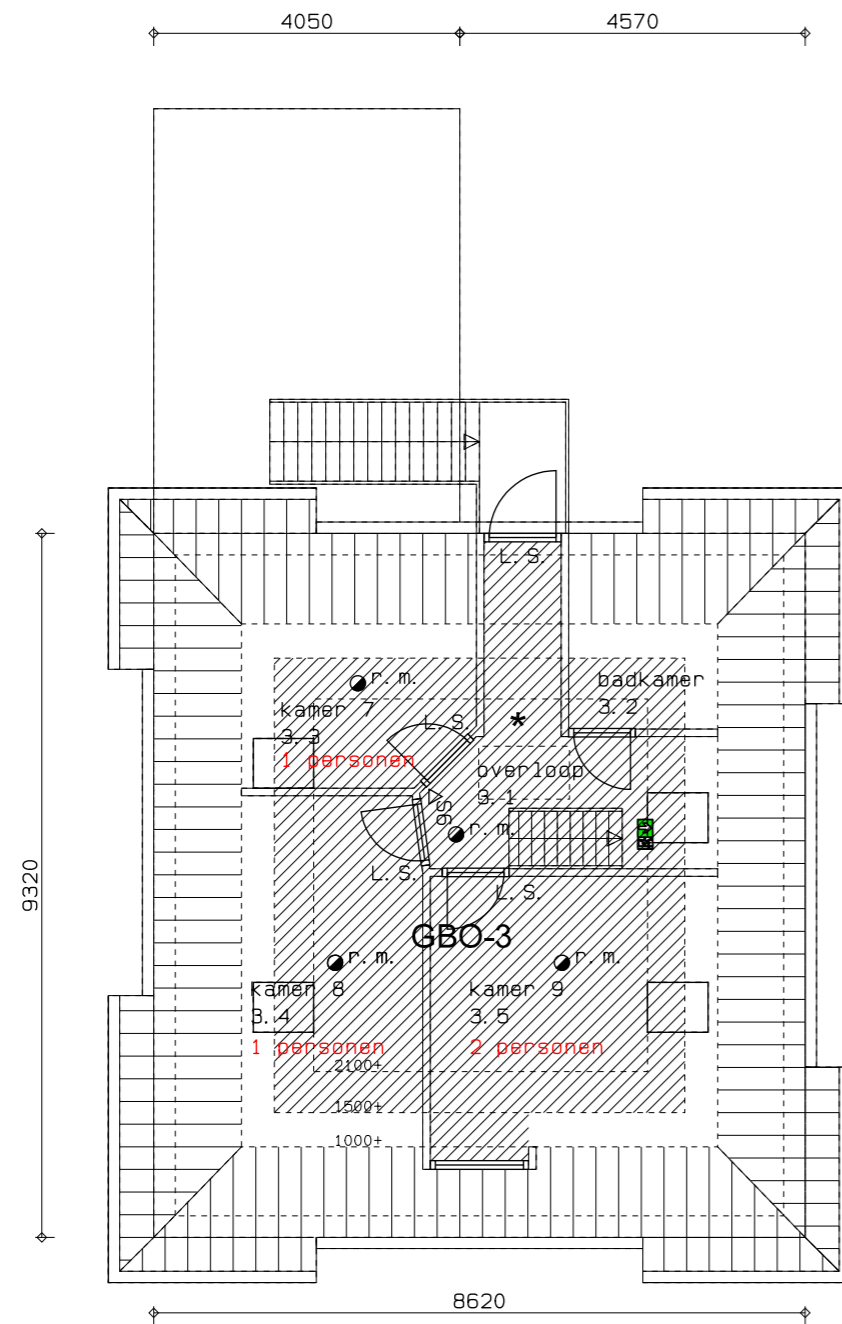 4050
4570
L. S.
r. m.
badkamer
3. 2
kamer 7
3. 3
1 personen
L. S.
*
overloop
3. 1
r. m.
9320
L. S.
L. S.
GBO-3
r. m.
r. m.
kamer 8
3. 4
1 personen
kamer 9
3. 5
2 personen
2100+
1500+
1000+
8620